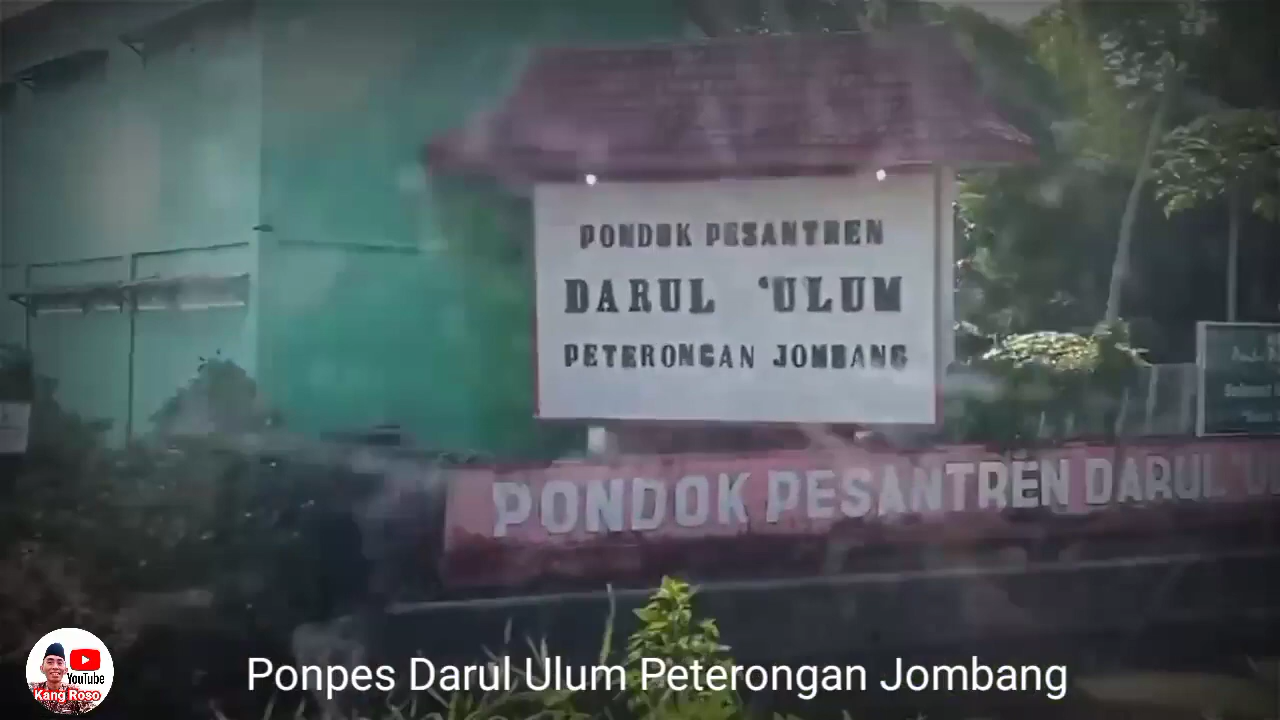 PONDOK PESANTREN
DARUL 'ULUM
PETERONGAN JOMBANG
PONDOK PESANTREN DARUL 'U
Ponpes Darul Ulum Peterongan Jombang
YouTube
Kang Roso